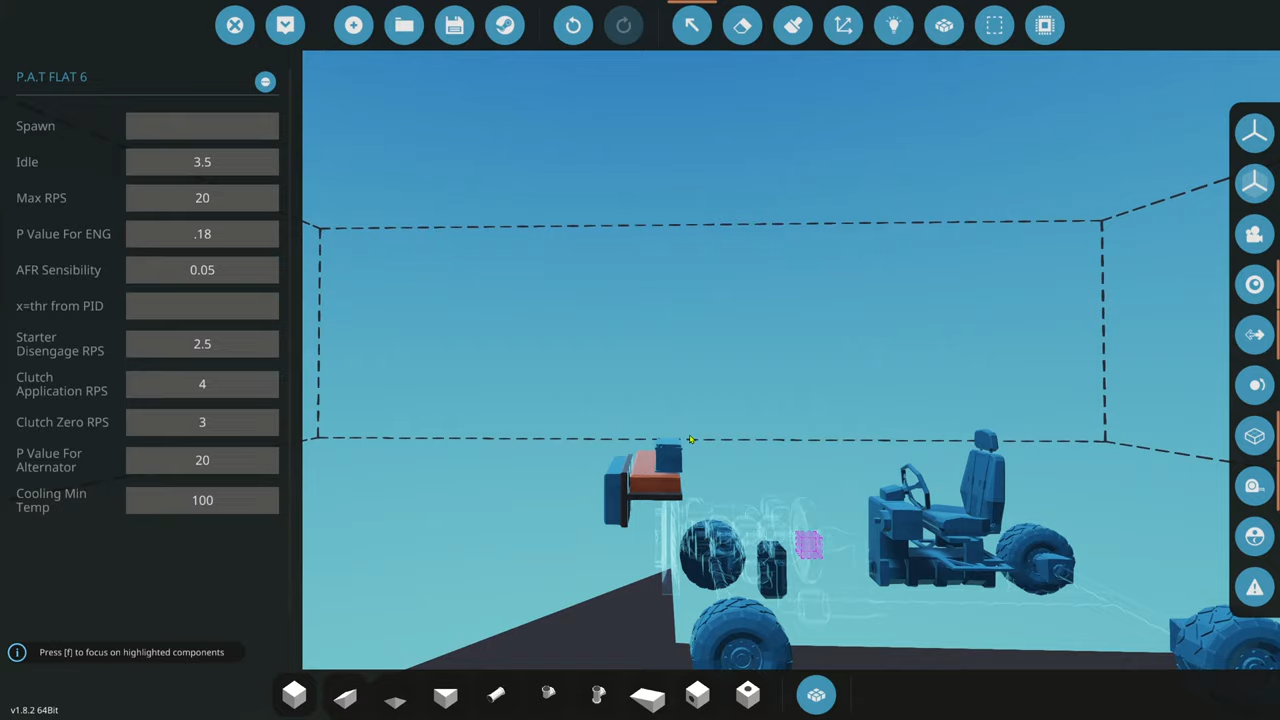 P.A.T FLAT 6
Spawn
Idle 3.5
Max RPS 20
P Value For ENG .18
AFR Sensibility 0.05
x=thr from PID
Starter
Disengage RPS 2.5
Clutch
Application RPS 4
Clutch Zero RPS 3
P Value For
Alternator 20
Cooling Min
Temp 100
Press [f] to focus on highlighted components
v1.8.2 64Bit